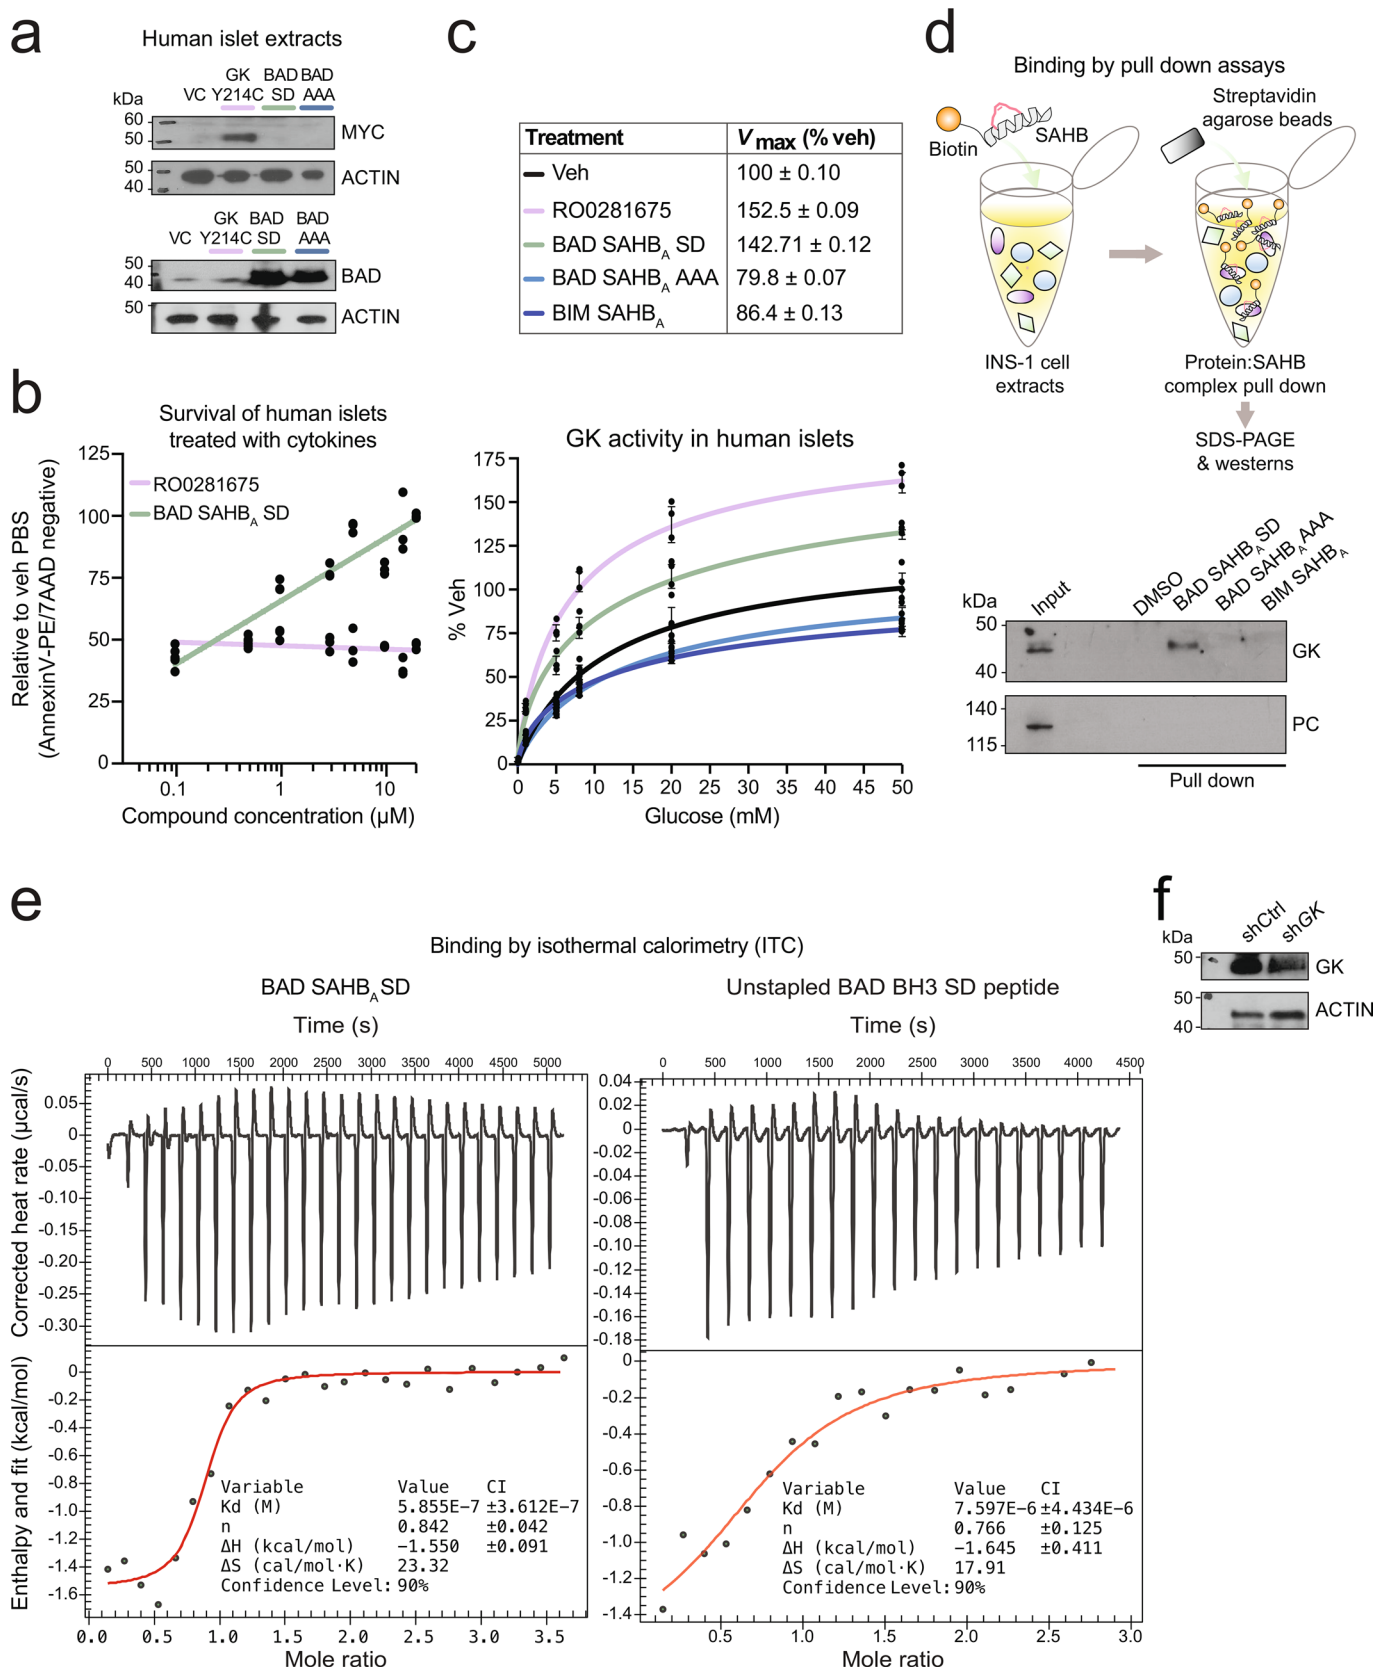 a
Human islet extracts
GK BAD BAD
VC Y214C SD AAA
kDa
60
50
MYC
50
40
ACTIN
GK BAD BAD
VC Y214C SD AAA
50
40
BAD
50
ACTIN
b
Survival of human islets
treated with cytokines
Relative to veh PBS
(AnnexinV-PE/7AAD negative)
125
100
75
50
25
0
RO0281675
BAD SAHBA SD
0.1 1 10
Compound concentration (µM)
c
Treatment Vmax (% veh)
Veh 100 ± 0.10
RO0281675 152.5 ± 0.09
BAD SAHBA SD 142.71 ± 0.12
BAD SAHBA AAA 79.8 ± 0.07
BIM SAHBA 86.4 ± 0.13
GK activity in human islets
% Veh
175
150
125
100
75
50
25
0
0 5 10 15 20 25 30 35 40 45 50
Glucose (mM)
d
Binding by pull down assays
Biotin
SAHB
Streptavidin
agarose beads
INS-1 cell
extracts
Protein:SAHB
complex pull down
SDS-PAGE
& westerns
kDa
Input
DMSO
BAD SAHBA SD
BAD SAHBA AAA
BIM SAHBA
50
40
GK
140
115
PC
Pull down
e
Binding by isothermal calorimetry (ITC)
BAD SAHBA SD
Time (s)
0 500 1000 1500 2000 2500 3000 3500 4000 4500 5000
Corrected heat rate (µcal/s)
0.05
0
-0.05
-0.10
-0.15
-0.20
-0.25
-0.30
Enthalpy and fit (kcal/mol)
0
-0.2
-0.4
-0.6
-0.8
-1.0
-1.2
-1.4
-1.6
Variable Value CI
Kd (M) 5.855E-7 ±3.612E-7
n 0.842 ±0.042
ΔH (kcal/mol) -1.550 ±0.091
ΔS (cal/mol·K) 23.32
Confidence Level: 90%
0.0 0.5 1.0 1.5 2.0 2.5 3.0 3.5
Mole ratio
Unstapled BAD BH3 SD peptide
Time (s)
0 500 1000 1500 2000 2500 3000 3500 4000 4500
0.04
0.02
0
-0.02
-0.04
-0.06
-0.08
-0.10
-0.12
-0.14
-0.16
-0.18
0
-0.2
-0.4
-0.6
-0.8
-1.0
-1.2
-1.4
Variable Value CI
Kd (M) 7.597E-6 ±4.434E-6
n 0.766 ±0.125
ΔH (kcal/mol) -1.645 ±0.411
ΔS (cal/mol·K) 17.91
Confidence Level: 90%
0.5 1.0 1.5 2.0 2.5 3.0
Mole ratio
f
shCtrl
shGK
kDa
50
GK
50
40
ACTIN